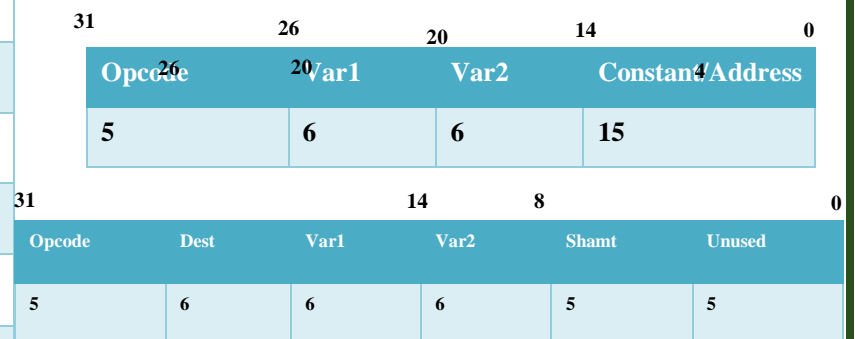 31 26 20 14 0
Opcode Var1 Var2 Constant/Address
26 20 4
5 6 6 15
31 14 8 0
Opcode Dest Var1 Var2 Shamt Unused
5 6 6 6 5 5